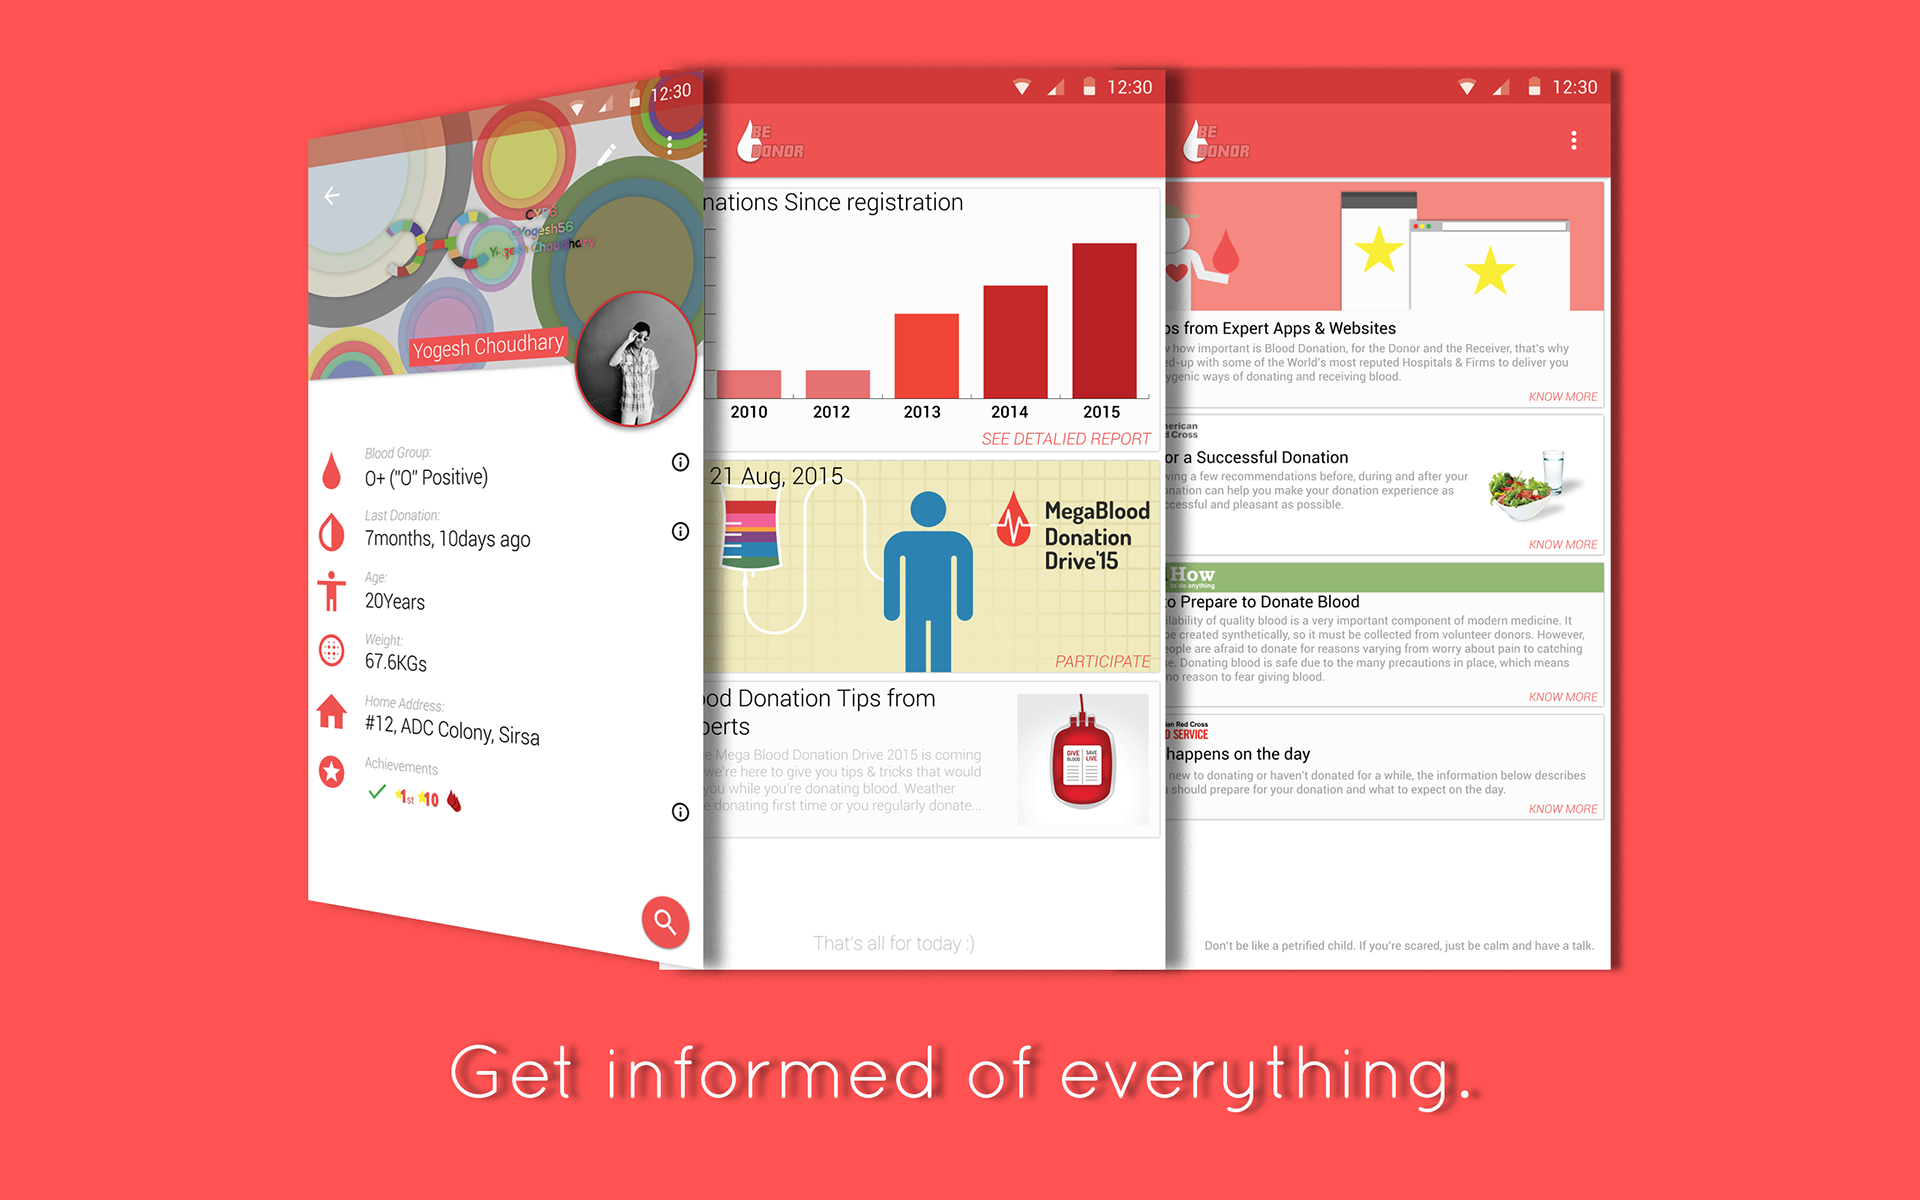 12:30
CY56
@Yogesh56
Yogesh Choudhary
Yogesh Choudhary
Blood Group:
O+ ("O" Positive)
Last Donation:
7months, 10days ago
Age:
20Years
Weight:
67.6KGs
Home Address:
#12, ADC Colony, Sirsa
Achievements
1st 10
12:30
BE
DONOR
nations Since registration
2010 2012 2013 2014 2015
SEE DETALIED REPORT
21 Aug, 2015
MegaBlood
Donation
Drive'15
PARTICIPATE
od Donation Tips from
perts
e Mega Blood Donation Drive 2015 is coming
we're here to give you tips & tricks that would
you while you're donating blood. Weather
e donating first time or you regularly donate...
GIVE BLOOD SAVE LIVE
That's all for today :)
12:30
BE
DONOR
ps from Expert Apps & Websites
w how important is Blood Donation, for the Donor and the Receiver, that's why
ed-up with some of the World's most reputed Hospitals & Firms to deliver you
ygenic ways of donating and receiving blood.
KNOW MORE
merican
d Cross
or a Successful Donation
wing a few recommendations before, during and after your
onation can help you make your donation experience as
ccessful and pleasant as possible.
KNOW MORE
How
to do anything
to Prepare to Donate Blood
ilability of quality blood is a very important component of modern medicine. It
be created synthetically, so it must be collected from volunteer donors. However,
eople are afraid to donate for reasons varying from worry about pain to catching
se. Donating blood is safe due to the many precautions in place, which means
no reason to fear giving blood.
KNOW MORE
ian Red Cross
D SERVICE
happens on the day
new to donating or haven't donated for a while, the information below describes
u should prepare for your donation and what to expect on the day.
KNOW MORE
Don't be like a petrified child. If you're scared, just be calm and have a talk.
Get informed of everything.